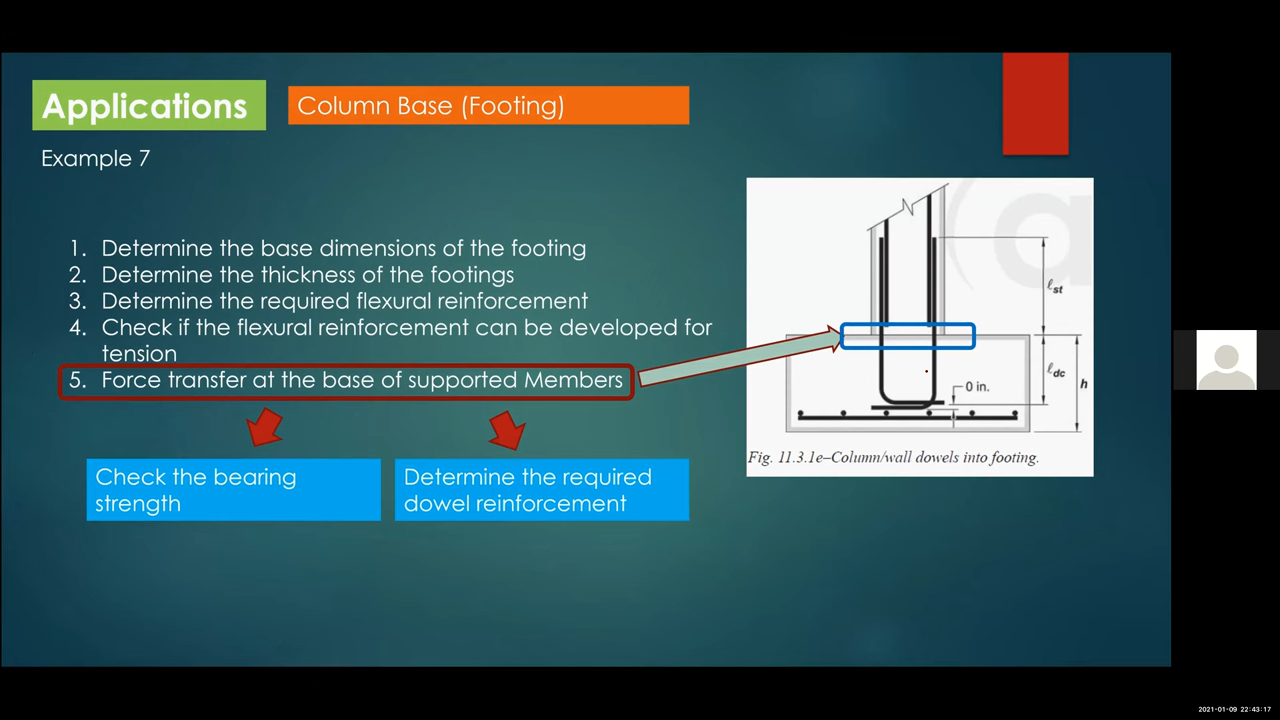 Applications
Column Base (Footing)
Example 7
1. Determine the base dimensions of the footing
2. Determine the thickness of the footings
3. Determine the required flexural reinforcement
4. Check if the flexural reinforcement can be developed for
tension
5. Force transfer at the base of supported Members
Check the bearing
strength
Determine the required
dowel reinforcement
ℓst
ℓdc
h
0 in.
Fig. 11.3.1e–Column/wall dowels into footing.
2021-01-09 22:43:17